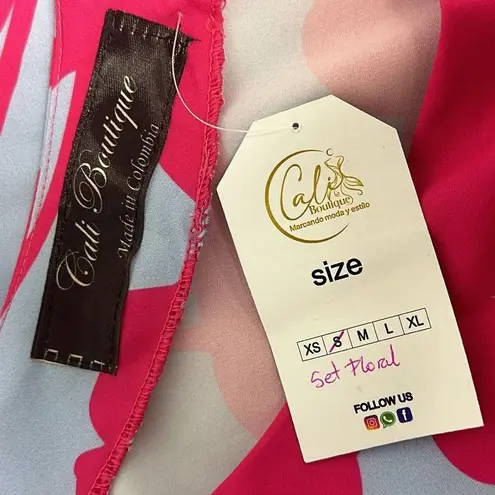 Cali Boutique
Made in Colombia
Cali
Boutique
Marcando moda y estilo
size
XS S M L XL
Set Floral
FOLLOW US